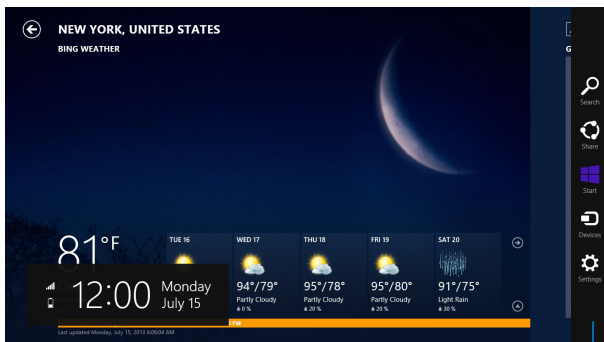 NEW YORK, UNITED STATES
BING WEATHER
Search
Share
Start
Devices
Settings
81°F
TUE 16
WED 17
THU 18
FRI 19
SAT 20
94°/79°
95°/78°
95°/80°
91°/75°
Partly Cloudy
Partly Cloudy
Partly Cloudy
Light Rain
0 %
20 %
20 %
30 %
12:00
Monday
July 15
PM
Last updated Monday, July 15, 2013 6:06:04 AM